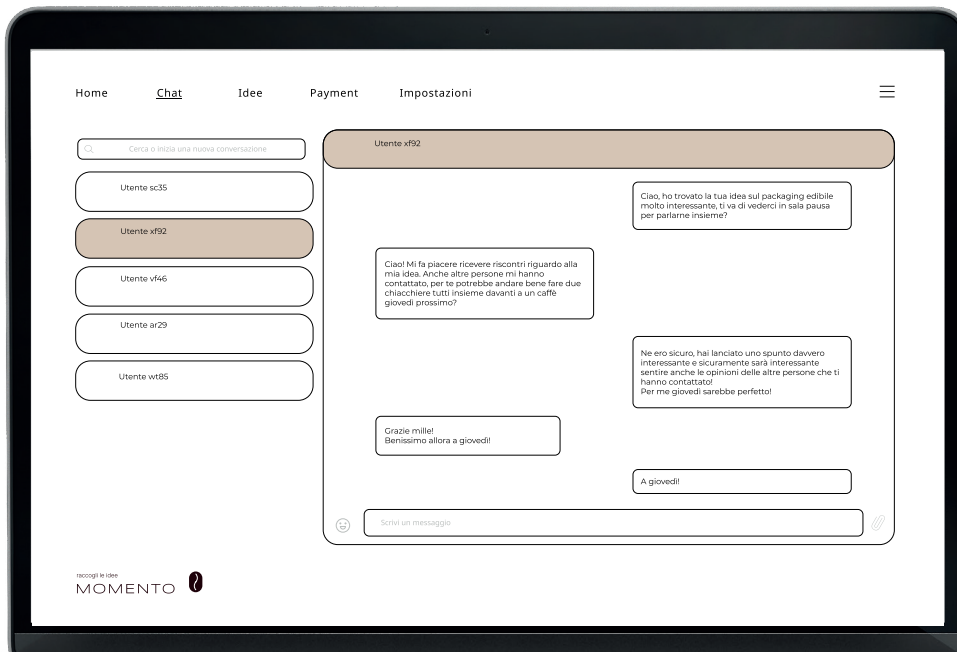 Home Chat Idee Payment Impostazioni
Cerca o inizia una nuova conversazione
Utente sc35
Utente xf92
Utente vf46
Utente ar29
Utente wt85
Utente xf92
Ciao, ho trovato la tua idea sul packaging edibile
molto interessante, ti va di vederci in sala pausa
per parlarne insieme?
Ciao! Mi fa piacere ricevere riscontri riguardo alla
mia idea. Anche altre persone mi hanno
contattato, per te potrebbe andare bene fare due
chiacchiere tutti insieme davanti a un caffè
giovedì prossimo?
Ne ero sicuro, hai lanciato uno spunto davvero
interessante e sicuramente sarà interessante
sentire anche le opinioni delle altre persone che ti
hanno contattato!
Per me giovedì sarebbe perfetto!
Grazie mille!
Benissimo allora a giovedì!
A giovedì!
Scrivi un messaggio
raccogli le idee
MOMENTO